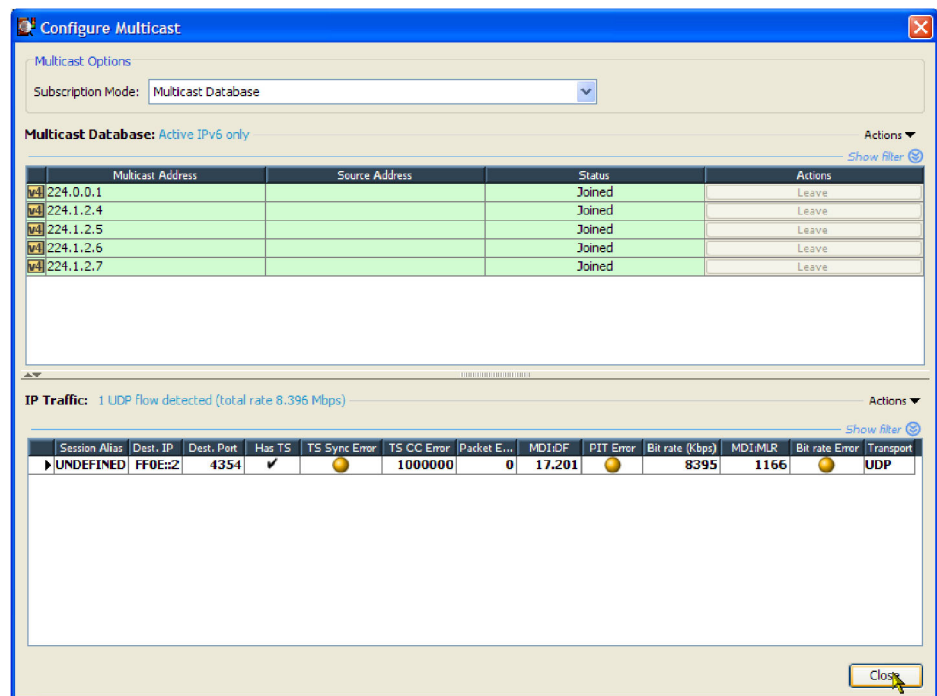 Configure Multicast
Multicast Options
Subscription Mode: Multicast Database
Multicast Database: Active IPv6 only Actions
Show filter
Multicast Address Source Address Status Actions
v4 224.0.0.1 Joined Leave
v4 224.1.2.4 Joined Leave
v4 224.1.2.5 Joined Leave
v4 224.1.2.6 Joined Leave
v4 224.1.2.7 Joined Leave
IP Traffic: 1 UDP flow detected (total rate 8.396 Mbps) Actions
Show filter
Session Alias Dest. IP Dest. Port Has TS TS Sync Error TS CC Error Packet E... MDI:DF PIT Error Bit rate (Kbps) MDI:MLR Bit rate Error Transport
UNDEFINED FF0E::2 4354 ✔ 1000000 0 17.201 8395 1166 UDP
Close